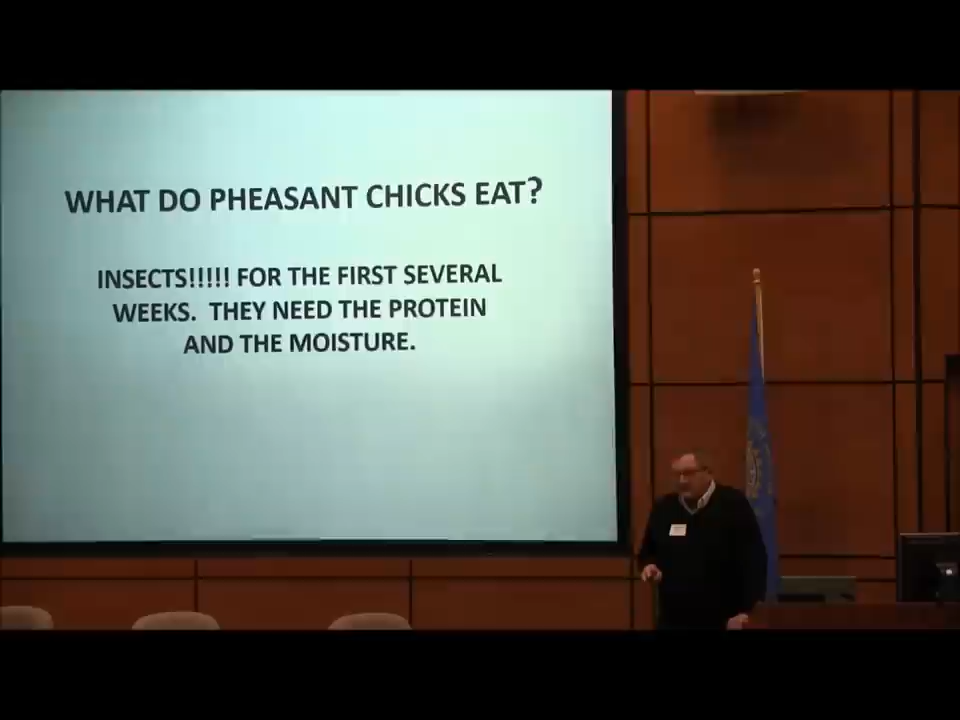 WHAT DO PHEASANT CHICKS EAT?
INSECTS!!!!! FOR THE FIRST SEVERAL
WEEKS. THEY NEED THE PROTEIN
AND THE MOISTURE.